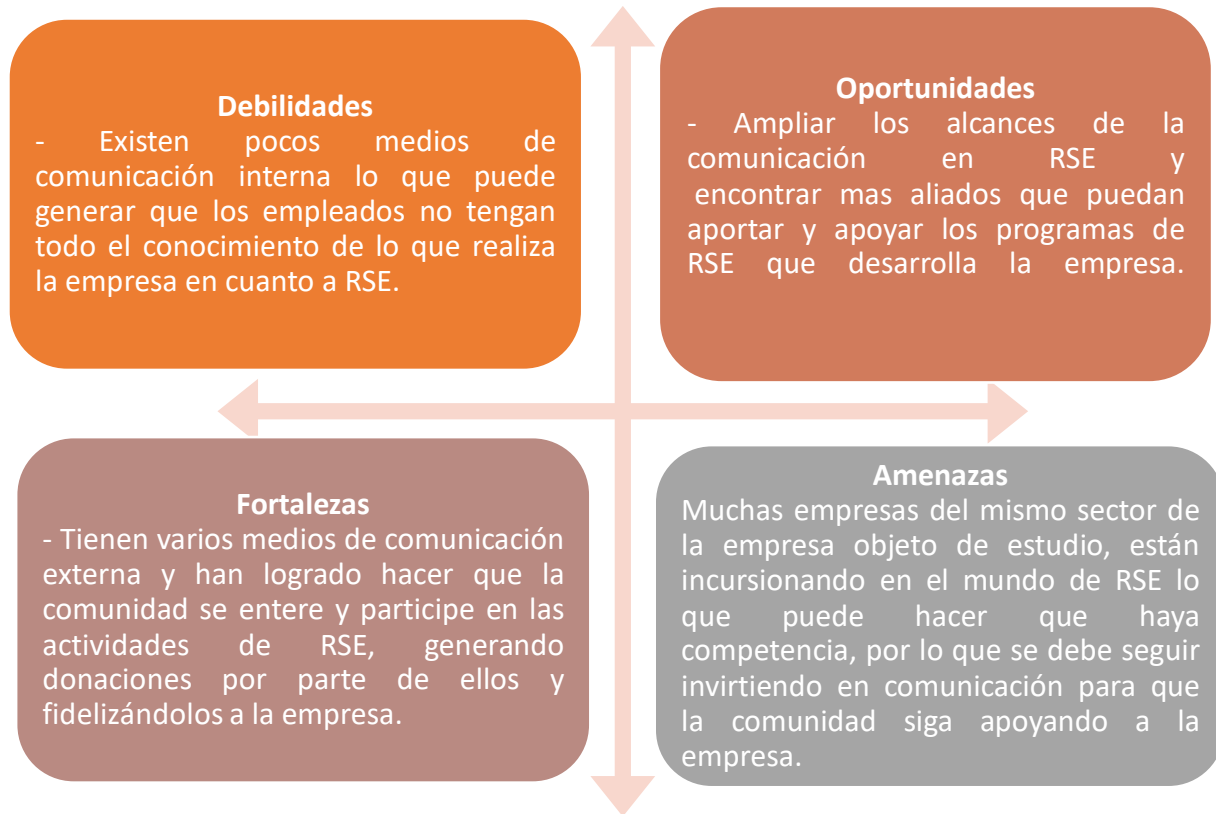 Debilidades
- Existen pocos medios de
comunicación interna lo que puede
generar que los empleados no tengan
todo el conocimiento de lo que realiza
la empresa en cuanto a RSE.
Oportunidades
- Ampliar los alcances de la
comunicación en RSE y
encontrar mas aliados que puedan
aportar y apoyar los programas de
RSE que desarrolla la empresa.
Fortalezas
- Tienen varios medios de comunicación
externa y han logrado hacer que la
comunidad se entere y participe en las
actividades de RSE, generando
donaciones por parte de ellos y
fidelizándolos a la empresa.
Amenazas
Muchas empresas del mismo sector de
la empresa objeto de estudio, están
incursionando en el mundo de RSE lo
que puede hacer que haya
competencia, por lo que se debe seguir
invirtiendo en comunicación para que
la comunidad siga apoyando a la
empresa.